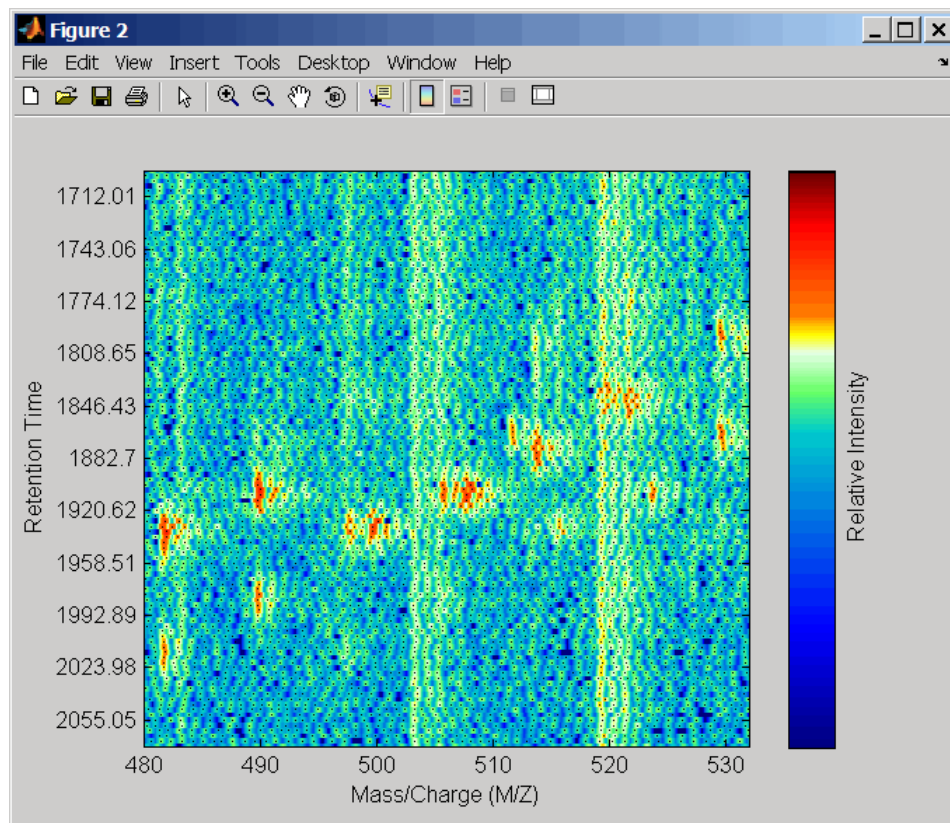 Figure 2
File Edit View Insert Tools Desktop Window Help
Retention Time
1712.01
1743.06
1774.12
1808.65
1846.43
1882.7
1920.62
1958.51
1992.89
2023.98
2055.05
480 490 500 510 520 530
Mass/Charge (M/Z)
Relative Intensity